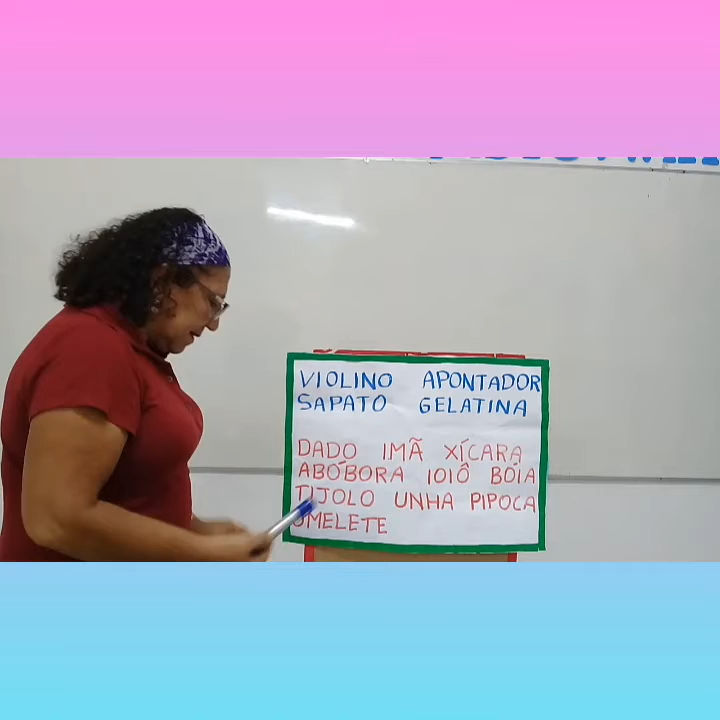 VIOLINO APONTADOR
SAPATO GELATINA
DADO IMÃ XÍCARA
ABÓBORA IOIÔ BÓIA
TIJOLO UNHA PIPOCA
OMELETE